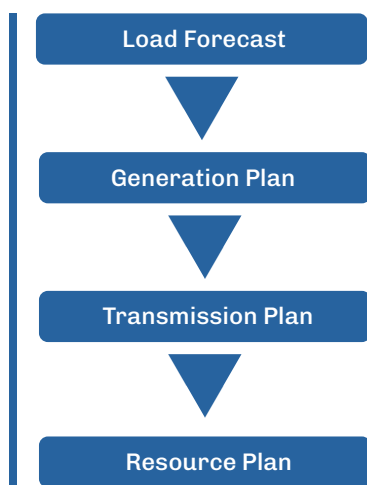 Load Forecast
Generation Plan
Transmission Plan
Resource Plan